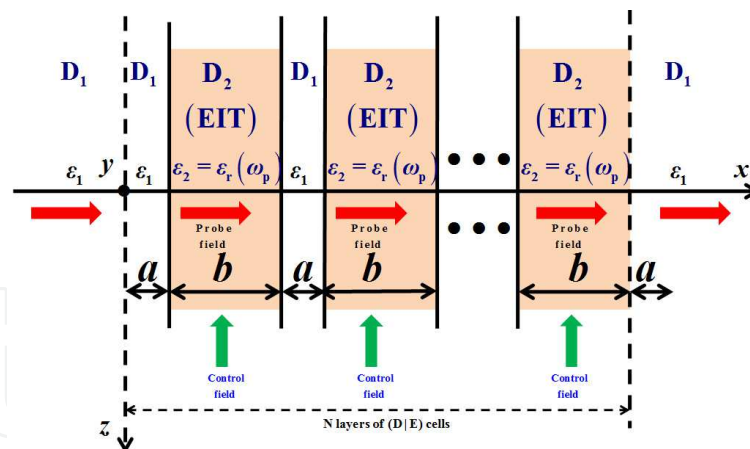 D₁ D₁ D₂ D₁ D₂ D₂ D₁
(EIT) (EIT) (EIT)
ε₁ y ε₁ ε₂ = εᵣ(ωₚ) ε₁ ε₂ = εᵣ(ωₚ) ••• ε₂ = εᵣ(ωₚ) ε₁ x
Probe Probe ••• Probe
field field field
a b a b b a
Control Control Control
field field field
N layers of (D|E) cells
z